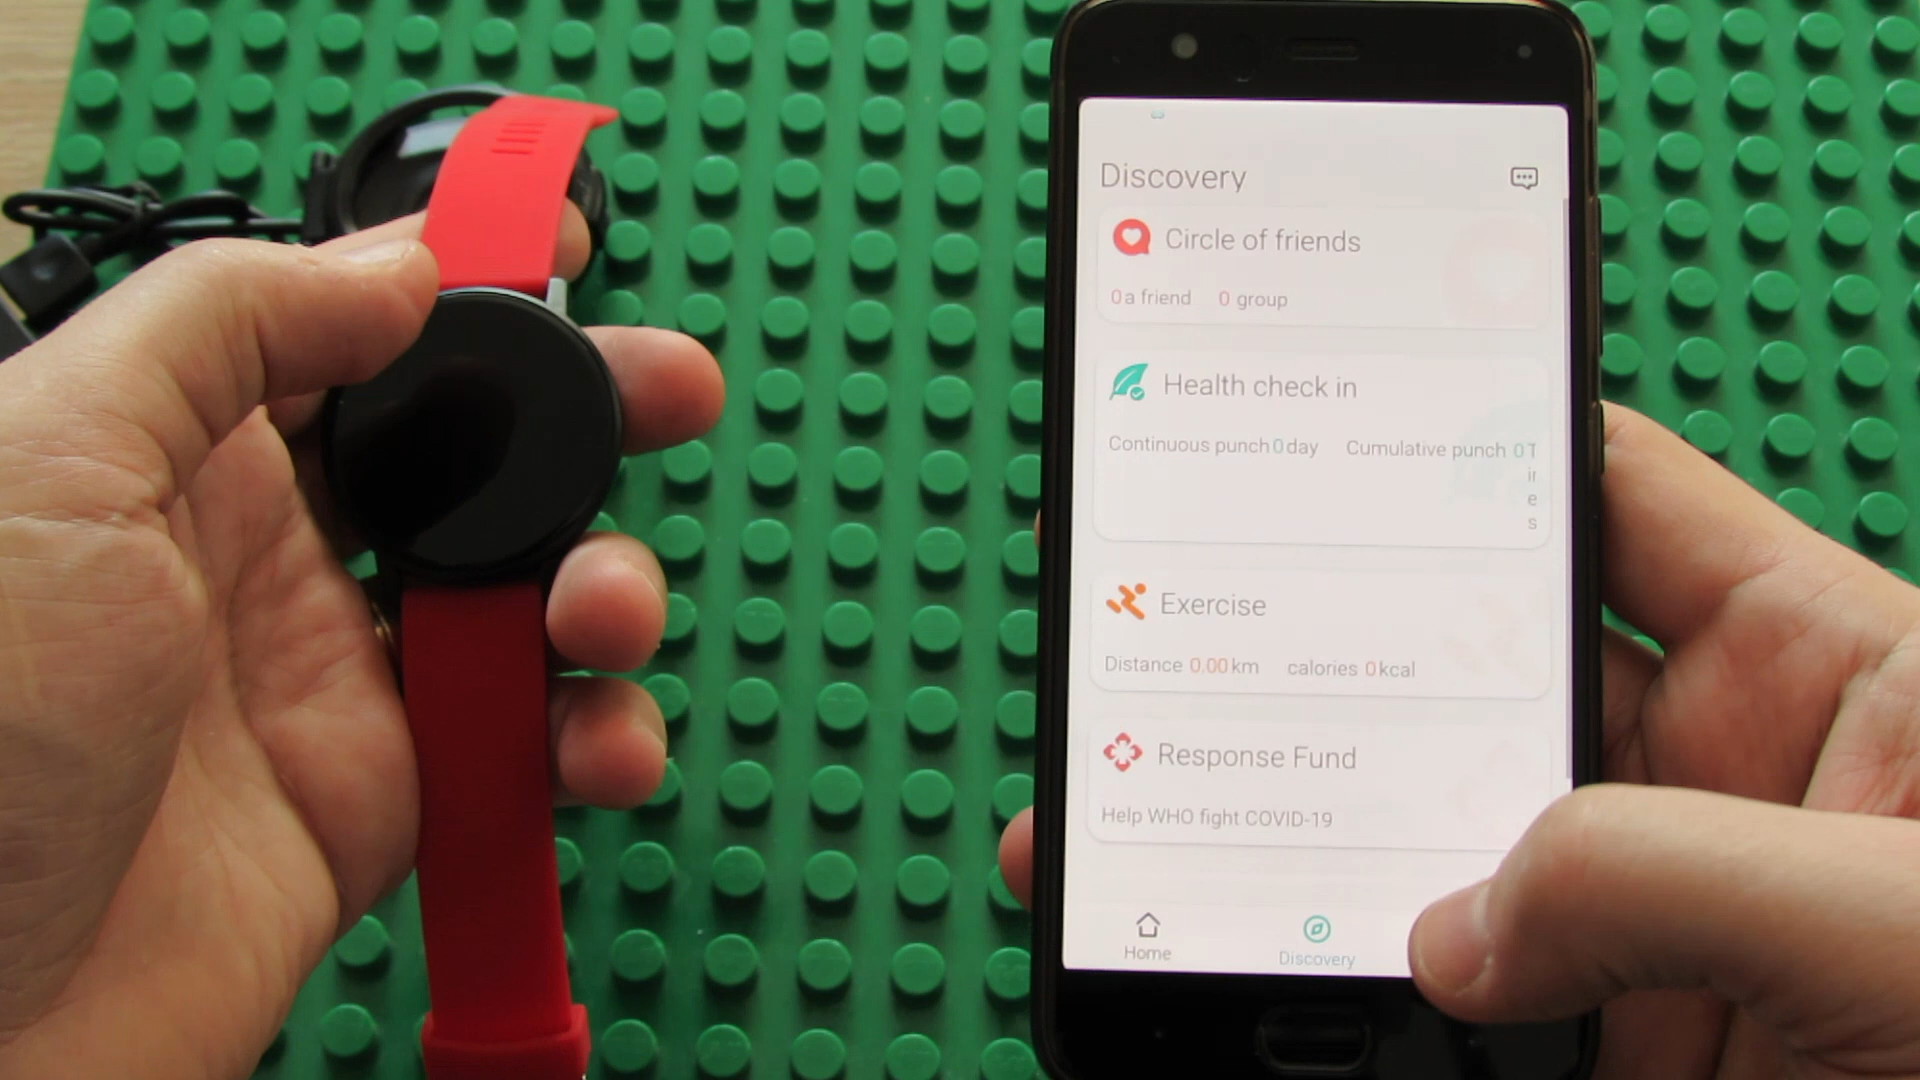 Discovery
Circle of friends
0a friend 0 group
Health check in
Continuous punch 0 day Cumulative punch 0 T
ir
e
s
Exercise
Distance 0.00 km calories 0 kcal
Response Fund
Help WHO fight COVID-19
Home Discovery